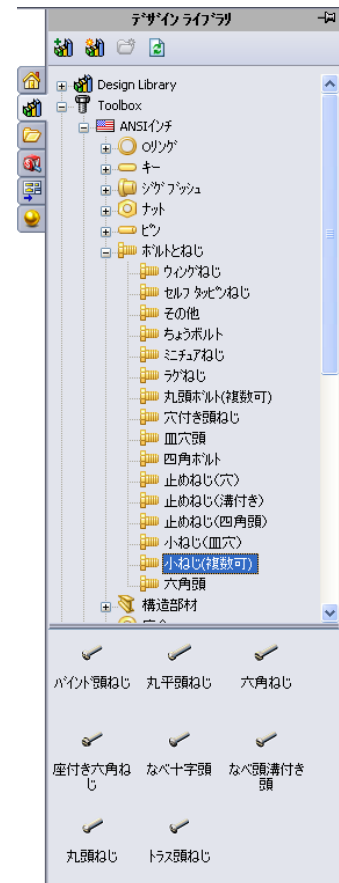 デザイン ライブラリ
Design Library
Toolbox
ANSIインチ
Oリング
キー
ジグ ブッシュ
ナット
ピン
ボルトとねじ
ウィングねじ
セルフ タッピンねじ
その他
ちょうボルト
ミニチュアねじ
ラグねじ
丸頭ボルト(複数可)
穴付き頭ねじ
皿穴頭
四角ボルト
止めねじ(穴)
止めねじ(溝付き)
止めねじ(四角頭)
小ねじ(皿穴)
小ねじ(複数可)
六角頭
構造部材
バインド頭ねじ
丸平頭ねじ
六角ねじ
座付き六角ね
じ
なべ十字頭
なべ頭溝付き
頭
丸頭ねじ
トラス頭ねじ